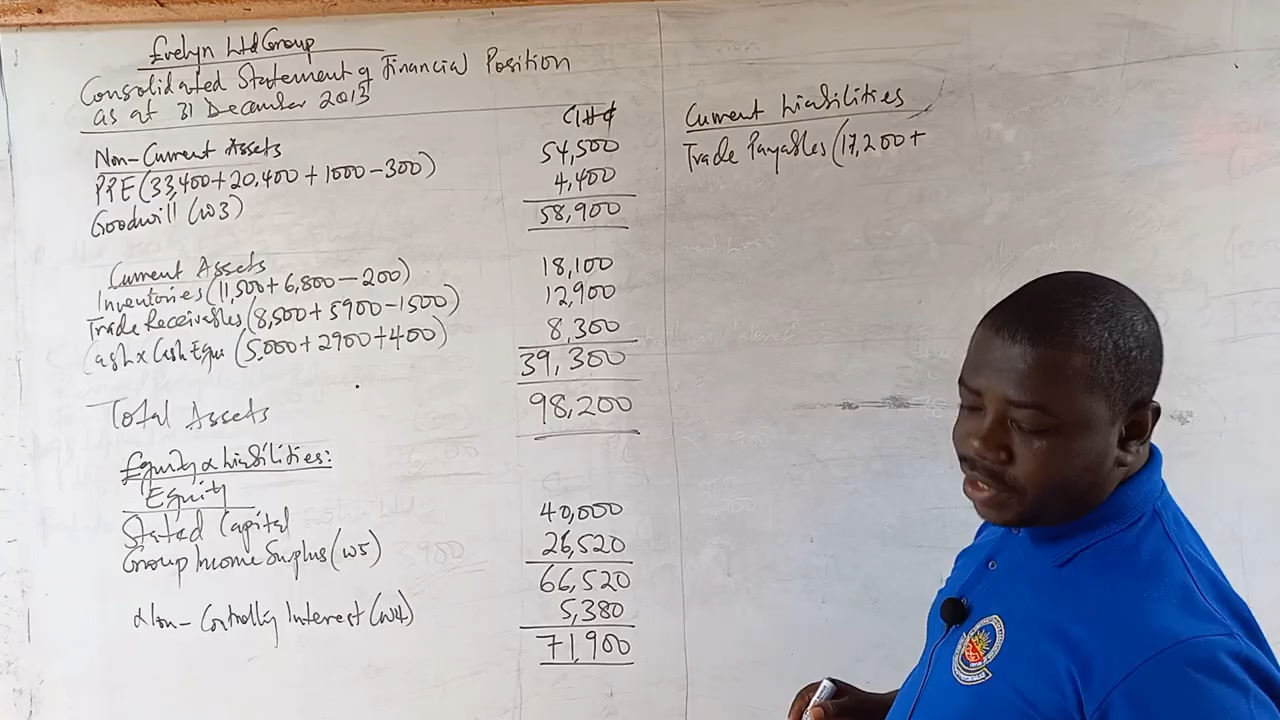 Evelyn Ltd Group
Consolidated Statement of Financial Position
as at 31 December 2013
GH¢
Non-Current Assets
PPE (33,400 + 20,400 + 1000 - 300) 54,500
Goodwill (W3) 4,400
58,900
Current Assets
Inventories (11,500 + 6,800 - 200) 18,100
Trade Receivables (8,500 + 5900 - 1500) 12,900
Cash & Cash Equi (5,000 + 2900 + 400) 8,300
39,300
Total Assets 98,200
Equity & Liabilities:
Equity
Stated Capital 40,000
Group Income Surplus (W5) 26,520
66,520
Non-Controlling Interest (W4) 5,380
71,900
Current Liabilities
Trade Payables (17,200 +